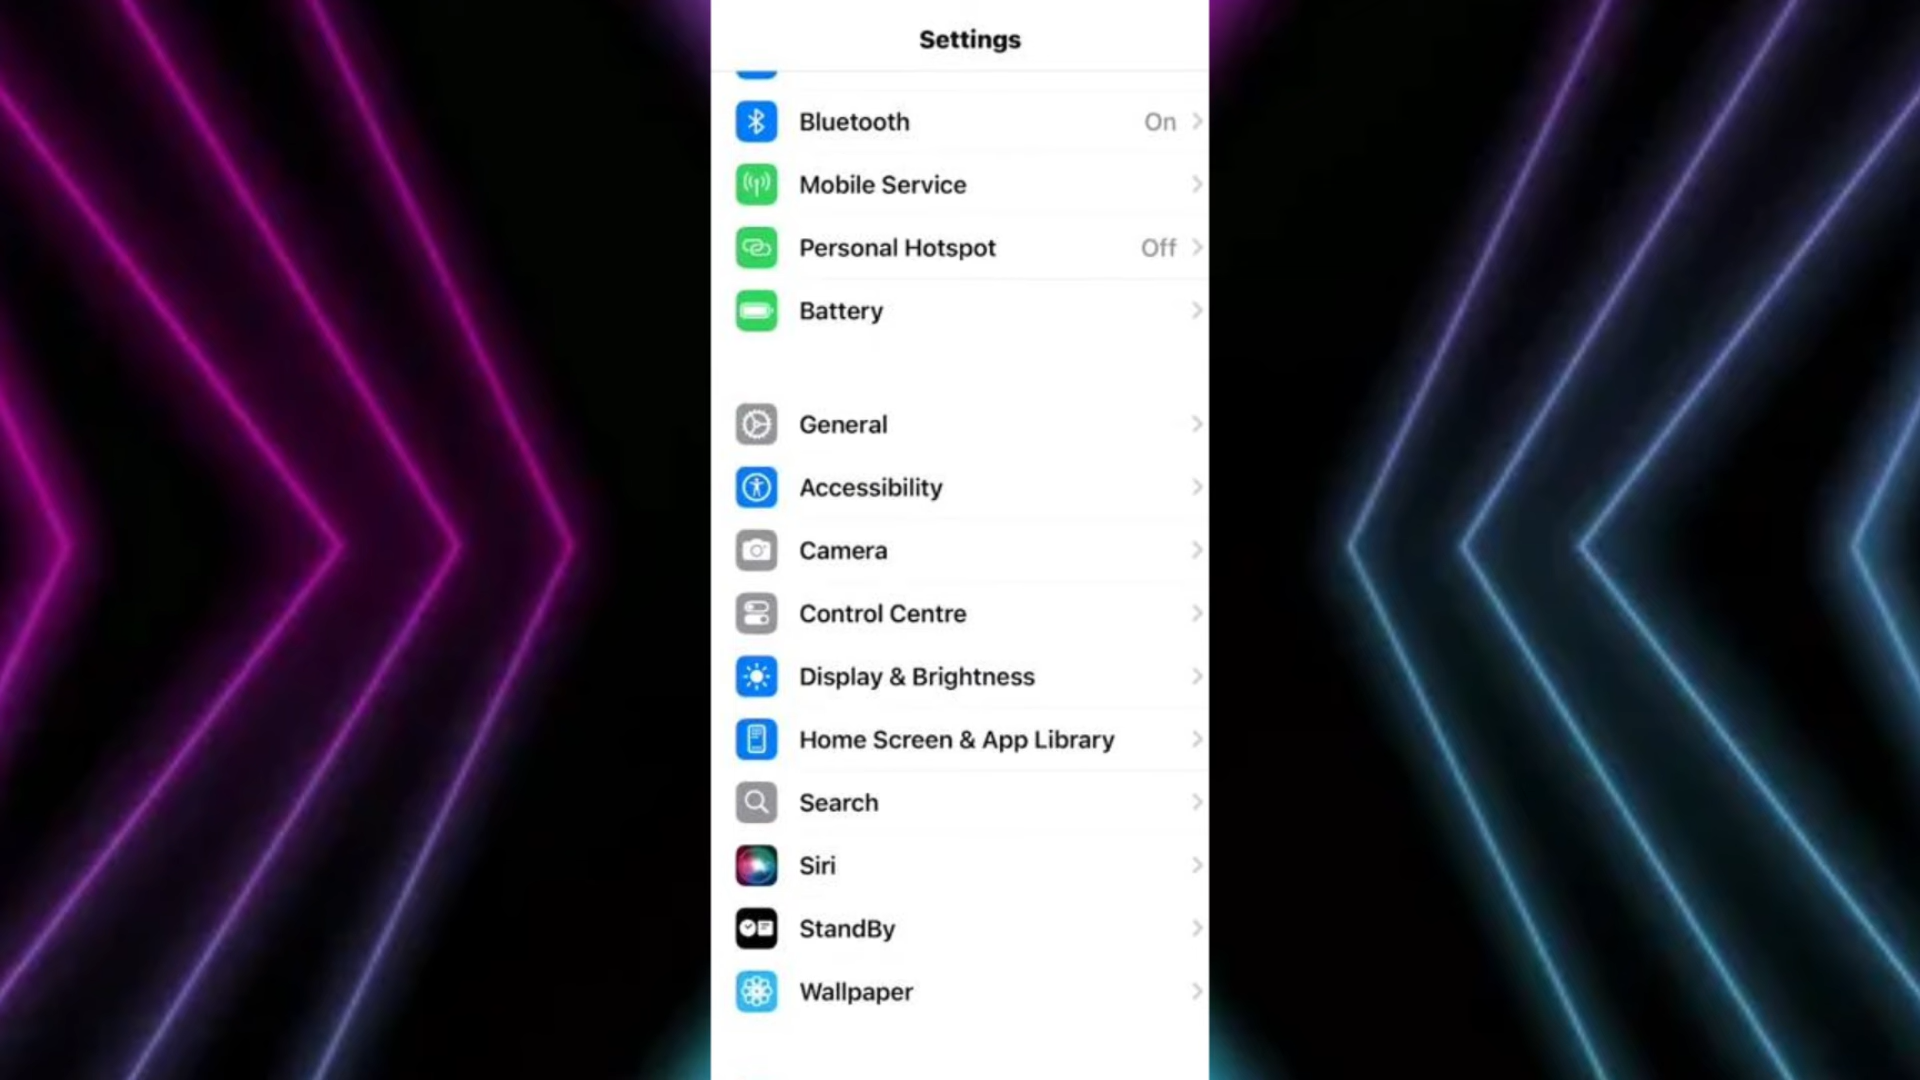 Settings
Bluetooth On
Mobile Service
Personal Hotspot Off
Battery
General
Accessibility
Camera
Control Centre
Display & Brightness
Home Screen & App Library
Search
Siri
StandBy
Wallpaper